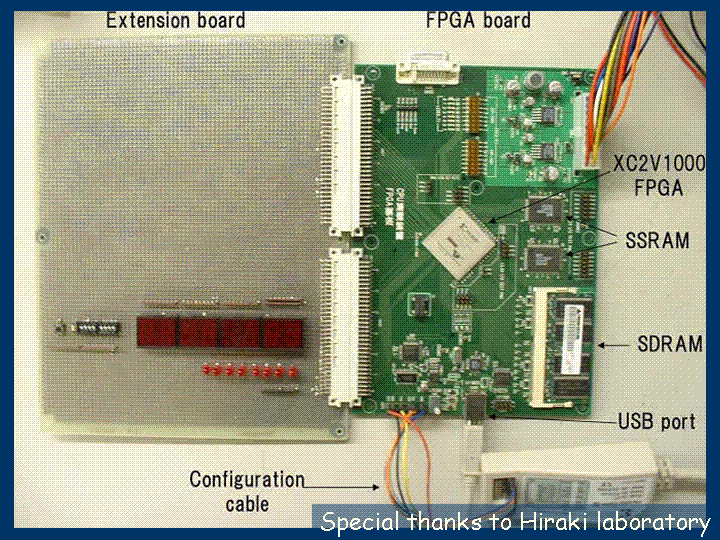 Extension board
FPGA board
XC2V1000
FPGA
SSRAM
SDRAM
USB port
Configuration
cable
Special thanks to Hiraki laboratory